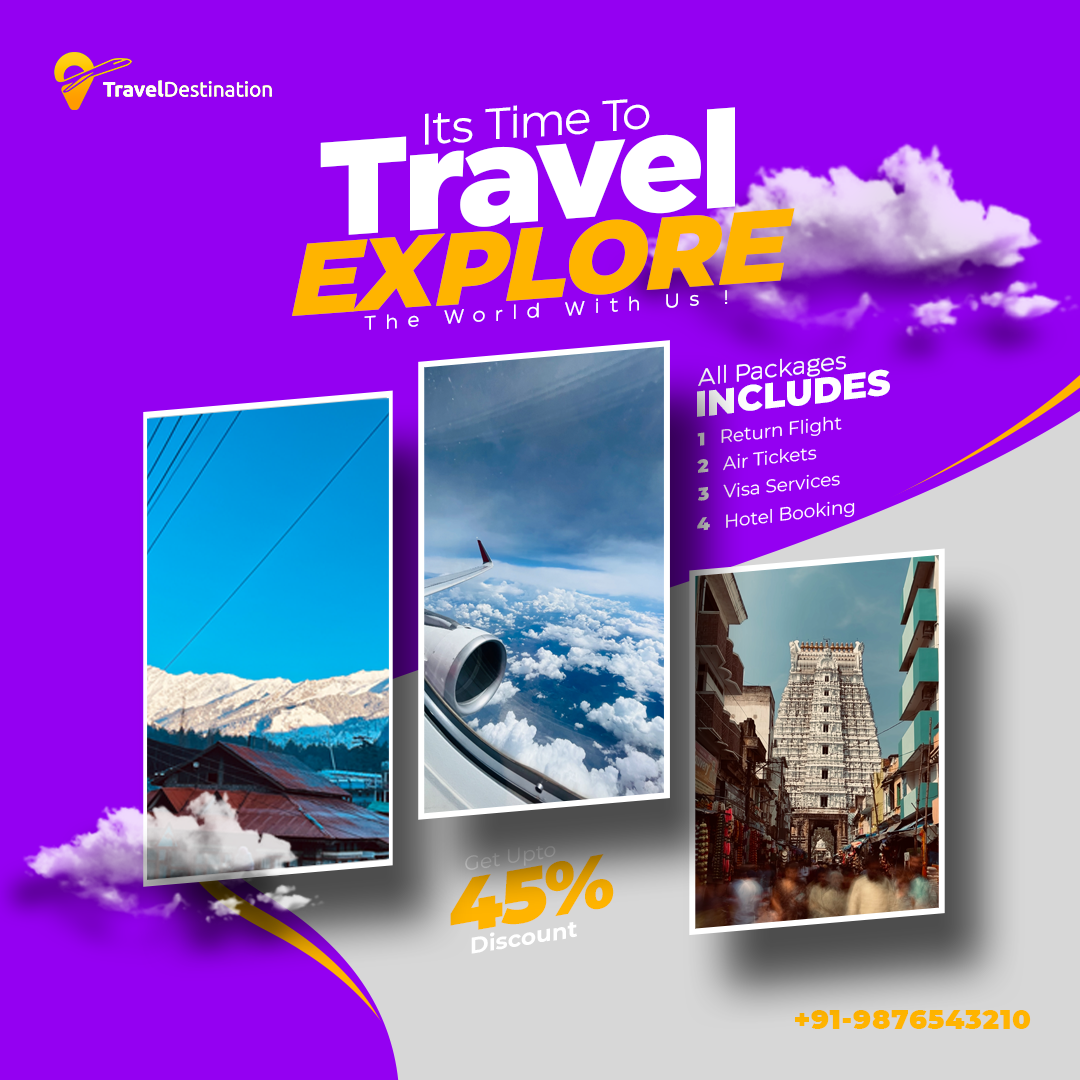 TravelDestination
Its Time To
Travel
EXPLORE
The World With Us !
All Packages
INCLUDES
1 Return Flight
2 Air Tickets
3 Visa Services
4 Hotel Booking
Get Upto
45%
Discount
+91-9876543210